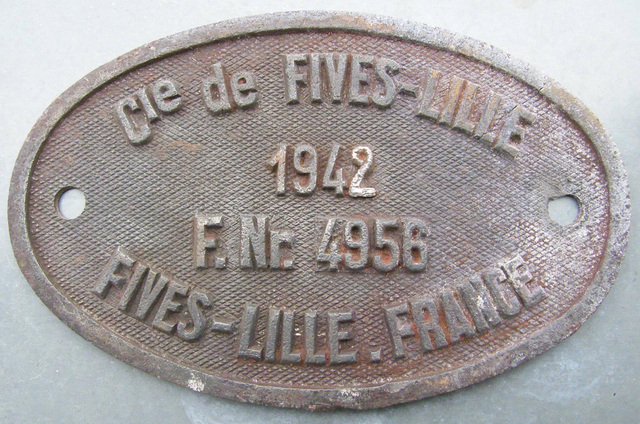 Cie de FIVES-LILLE
1942
F. Nr. 4956
FIVES-LILLE. FRANCE